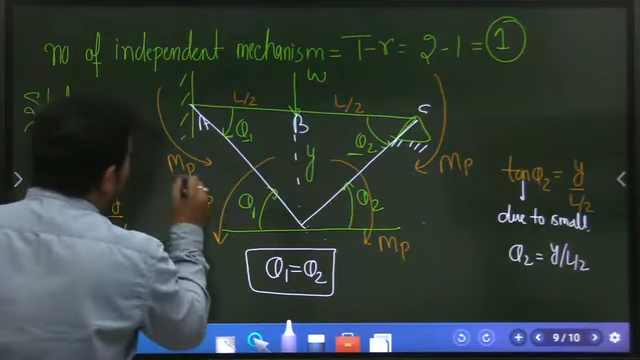 no of independent mechanism = T-r = 2-1 = 1
W
L/2 L/2
A B C
θ1 θ2
y
Mp Mp
θ1 θ2
Mp
θ1=θ2
tanθ2 = y/L/2
due to small
θ2 = y/L/2
9/10